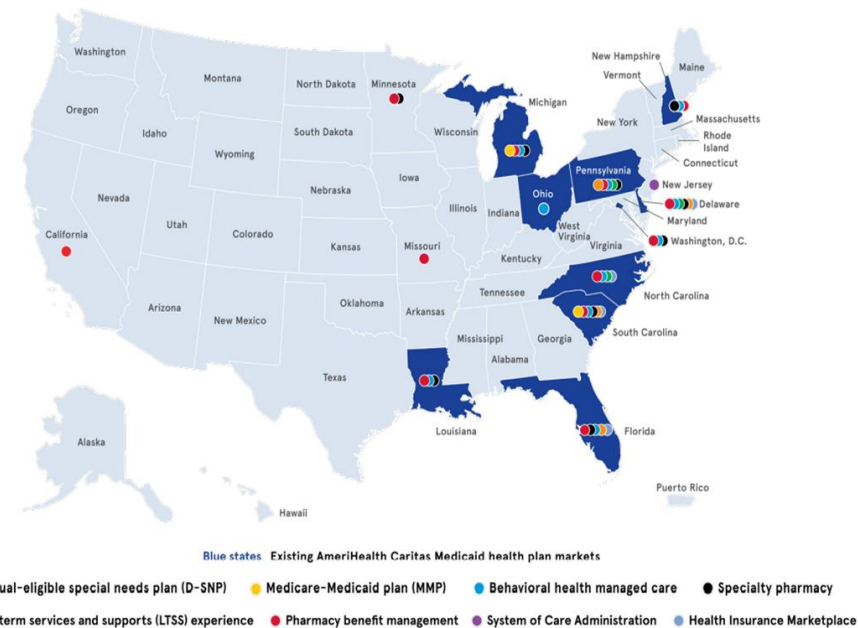 Washington
Montana
North Dakota
Minnesota
New Hampshire
Vermont
Maine
Oregon
Idaho
South Dakota
Wisconsin
Michigan
New York
Massachusetts
Rhode
Island
Connecticut
Wyoming
Nebraska
Iowa
Pennsylvania
New Jersey
Nevada
Utah
Colorado
Illinois
Indiana
Ohio
Delaware
Maryland
West
Virginia
Virginia
Washington, D.C.
California
Kansas
Missouri
Kentucky
Arizona
New Mexico
Oklahoma
Arkansas
Tennessee
North Carolina
South Carolina
Mississippi
Alabama
Georgia
Texas
Louisiana
Florida
Alaska
Hawaii
Puerto Rico
Blue states Existing AmeriHealth Caritas Medicaid health plan markets
ual-eligible special needs plan (D-SNP) Medicare-Medicaid plan (MMP) Behavioral health managed care Specialty pharmacy
term services and supports (LTSS) experience Pharmacy benefit management System of Care Administration Health Insurance Marketplace